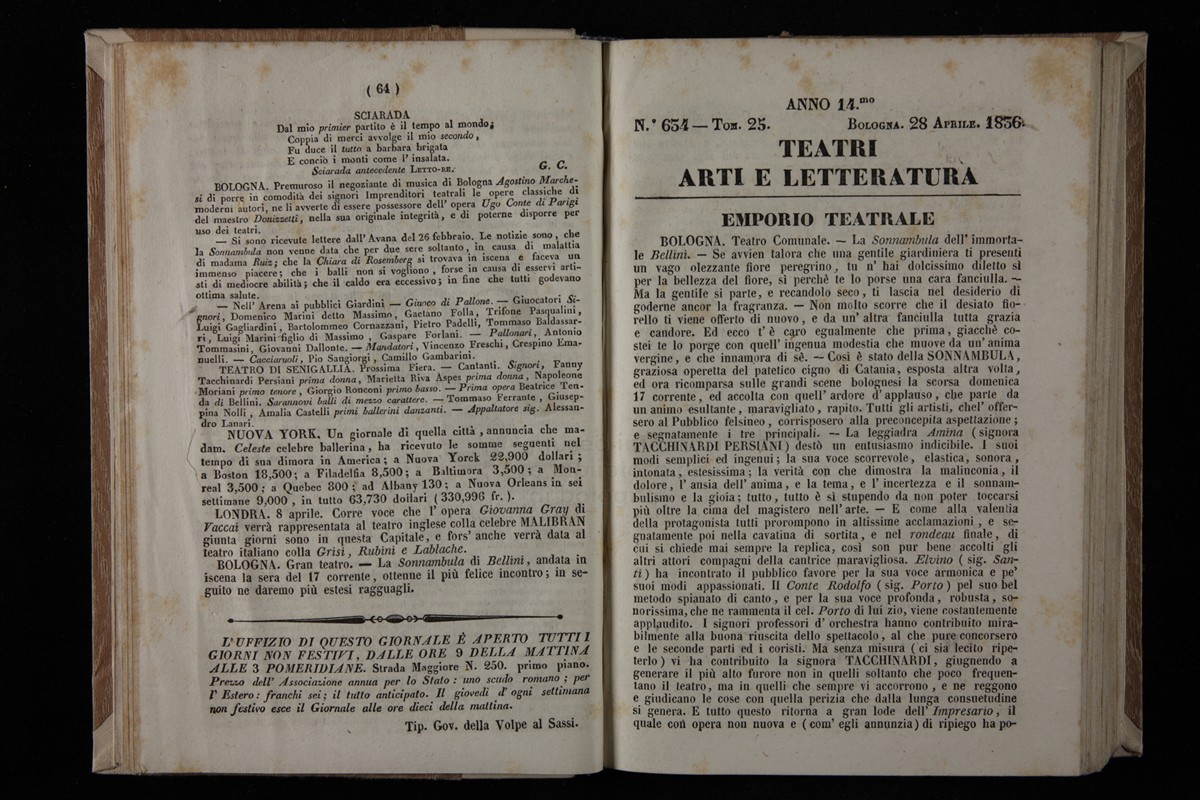 ( 64 )
SCIARADA
Dal mio primier partito è il tempo al mondo;
Coppia di merci avvolge il mio secondo,
Fu duce il tutto a barbara brigata
E conciò i monti come l' insalata.
G. C.
Sciarada antecedente LETTO-RE.
BOLOGNA. Premuroso il negoziante di musica di Bologna Agostino Marche-
si di porre in comodità dei signori Imprenditori teatrali le opere classiche di
moderni autori, ne li avverte di essere possessore dell' opera Ugo Conte di Parigi
del maestro Donizzetti, nella sua originale integrità, e di poterne disporre per
uso dei teatri.
— Si sono ricevute lettere dall' Avana del 26 febbraio. Le notizie sono, che
la Sonnambula non venne data che per due sere soltanto, in causa di malattia
di madama Ruiz; che la Chiara di Rosemberg si trovava in iscena e faceva un
immenso piacere; che i balli non si vogliono, forse in causa di esservi arti-
sti di mediocre abilità; che il caldo era eccessivo; in fine che tutti godevano
ottima salute.
— Nell' Arena ai pubblici Giardini — Giuoco di Pallone. — Giuocatori Si-
gnori, Domenico Marini detto Massimo, Gaetano Folla, Trifone Pasqualini,
Luigi Gagliardini, Bartolommeo Cornazzani, Pietro Padelli, Tommaso Baldassar-
ri, Luigi Marini figlio di Massimo, Gaspare Forlani. — Pallonari, Antonio
Tommasini, Giovanni Dallonte. — Mandatori, Vincenzo Freschi, Crespino Ema-
nuelli. — Cacciaruoli, Pio Sangiorgi, Camillo Gambarini.
TEATRO DI SENIGALLIA. Prossima Fiera. — Cantanti. Signori, Fanny
Tacchinardi Persiani prima donna, Marietta Riva Aspes prima donna, Napoleone
Moriani primo tenore, Giorgio Ronconi primo basso. — Prima opera Beatrice Ten-
da di Bellini. Sarannovi balli di mezzo carattere. — Tommaso Ferrante, Giusep-
pina Nolli, Amalia Castelli primi ballerini danzanti. — Appaltatore sig. Alessan-
dro Lanari.
NUOVA YORK. Un giornale di quella città, annuncia che ma-
dam. Celeste celebre ballerina, ha ricevuto le somme seguenti nel
tempo di sua dimora in America; a Nuova Yorck 22,900 dollari;
a Boston 18,500; a Filadelfia 8,500; a Baltimora 3,500; a Mon-
real 3,500; a Quebec 800; ad Albany 130; a Nuova Orleans in sei
settimane 9,000, in tutto 63,730 dollari (330,996 fr.).
LONDRA. 8 aprile. Corre voce che l' opera Giovanna Gray di
Vaccai verrà rappresentata al teatro inglese colla celebre MALIBRAN
giunta giorni sono in questa Capitale, e fors' anche verrà data al
teatro italiano colla Grisi, Rubini e Lablache.
BOLOGNA. Gran teatro. — La Sonnambula di Bellini, andata in
iscena la sera del 17 corrente, ottenne il più felice incontro; in se-
guito ne daremo più estesi ragguagli.
L'UFFIZIO DI QUESTO GIORNALE È APERTO TUTTI I
GIORNI NON FESTIVI, DALLE ORE 9 DELLA MATTINA
ALLE 3 POMERIDIANE. Strada Maggiore N. 250. primo piano.
Prezzo dell' Associazione annua per lo Stato: uno scudo romano; per
l' Estero: franchi sei; il tutto anticipato. Il giovedì d' ogni settimana
non festivo esce il Giornale alle ore dieci della mattina.
Tip. Gov. della Volpe al Sassi.
ANNO 14.mo
N.° 634 — TOM. 25. BOLOGNA. 28 APRILE. 1836.
TEATRI
ARTI E LETTERATURA
EMPORIO TEATRALE
BOLOGNA. Teatro Comunale. — La Sonnambula dell' immorta-
le Bellini. — Se avvien talora che una gentile giardiniera ti presenti
un vago olezzante fiore peregrino, tu n' hai dolcissimo diletto sì
per la bellezza del fiore, sì perchè te lo porse una cara fanciulla. —
Ma la gentile si parte, e recandolo seco, ti lascia nel desiderio di
goderne ancor la fragranza. — Non molto scorre che il desiato fio-
rello ti viene offerto di nuovo, e da un' altra fanciulla tutta grazia
e candore. Ed ecco t' è caro egualmente che prima, giacchè co-
stei te lo porge con quell' ingenua modestia che muove da un' anima
vergine, e che innamora di sè. — Così è stato della SONNAMBULA,
graziosa operetta del patetico cigno di Catania, esposta altra volta,
ed ora ricomparsa sulle grandi scene bolognesi la scorsa domenica
17 corrente, ed accolta con quell' ardore d' applauso, che parte da
un animo esultante, maravigliato, rapito. Tutti gli artisti, chel' offer-
sero al Pubblico felsineo, corrisposero alla preconcepita aspettazione;
e segnatamente i tre principali. — La leggiadra Amina (signora
TACCHINARDI PERSIANI) destò un entusiasmo indicibile. I suoi
modi semplici ed ingenui; la sua voce scorrevole, elastica, sonora,
intonata, estesissima; la verità con che dimostra la malinconia, il
dolore, l' ansia dell' anima, e la tema, e l' incertezza e il sonnam-
bulismo e la gioia; tutto, tutto è sì stupendo da non poter toccarsi
più oltre la cima del magistero nell' arte. — E come alla valentia
della protagonista tutti prorompono in altissime acclamazioni, e se-
gnatamente poi nella cavatina di sortita, e nel rondeau finale, di
cui si chiede mai sempre la replica, così son pur bene accolti gli
altri attori compagni della cantrice maravigliosa. Elvino (sig. San-
ti) ha incontrato il pubblico favore per la sua voce armonica e pe'
suoi modi appassionati. Il Conte Rodolfo (sig. Porto) pel suo bel
metodo spianato di canto, e per la sua voce profonda, robusta, so-
norissima, che ne rammenta il cel. Porto di lui zio, viene costantemente
applaudito. I signori professori d' orchestra hanno contribuito mira-
bilmente alla buona riuscita dello spettacolo, al che pure concorsero
e le seconde parti ed i coristi. Ma senza misura (ci sia lecito ripe-
terlo) vi ha contribuito la signora TACCHINARDI, giugnendo a
generare il più alto furore non in quelli soltanto che poco frequen-
tano il teatro, ma in quelli che sempre vi accorrono, e ne reggono
e giudicano le cose con quella perizia che dalla lunga consuetudine
si genera. E tutto questo ritorna a gran lode dell' Impresario, il
quale con opera non nuova e (com' egli annunzia) di ripiego ha po-